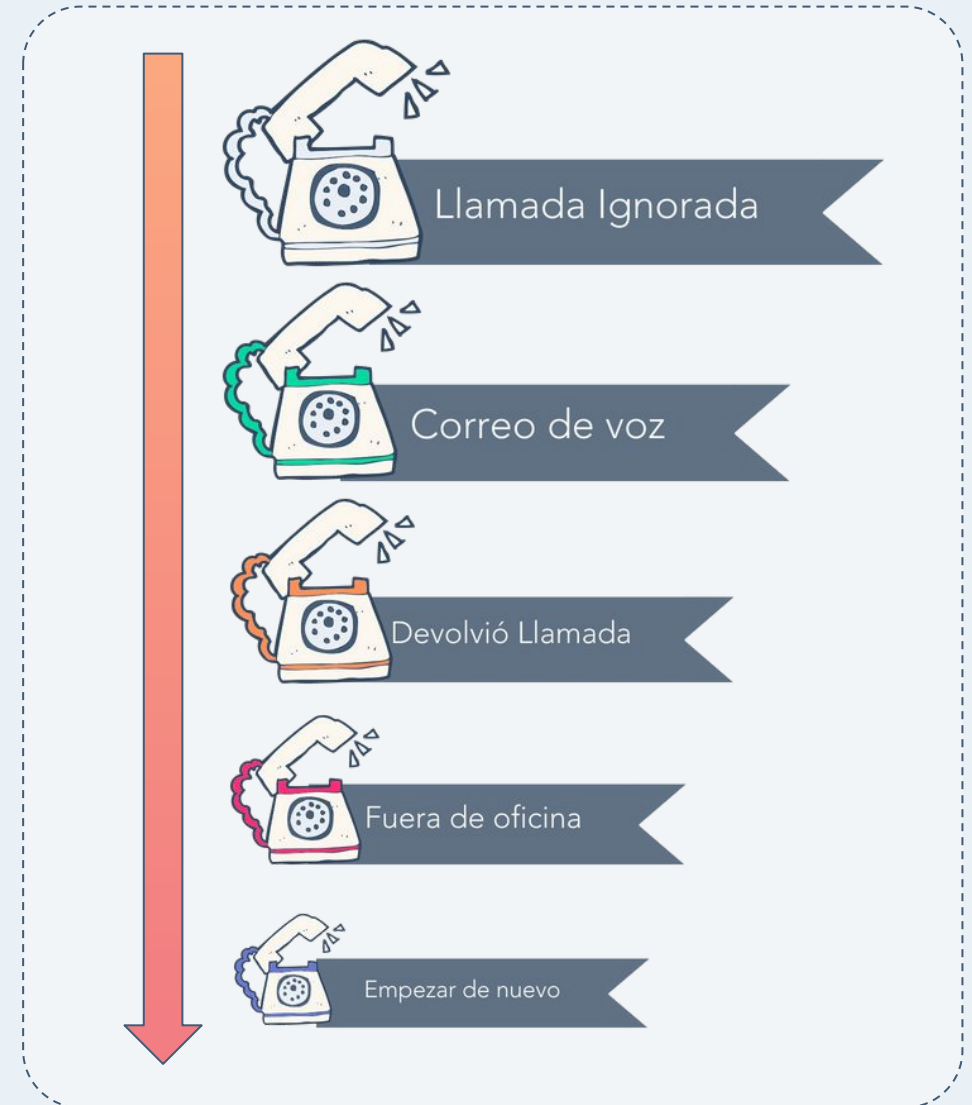 Llamada Ignorada
Correo de voz
Devolvió Llamada
Fuera de oficina
Empezar de nuevo